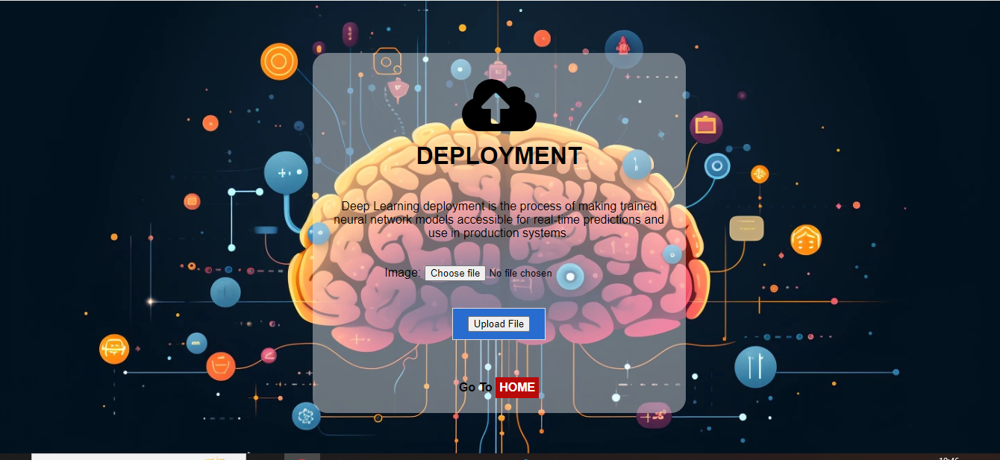 DEPLOYMENT
Deep Learning deployment is the process of making trained
neural network models accessible for real-time predictions and
use in production systems.
Image: Choose file No file chosen
Upload File
Go To HOME